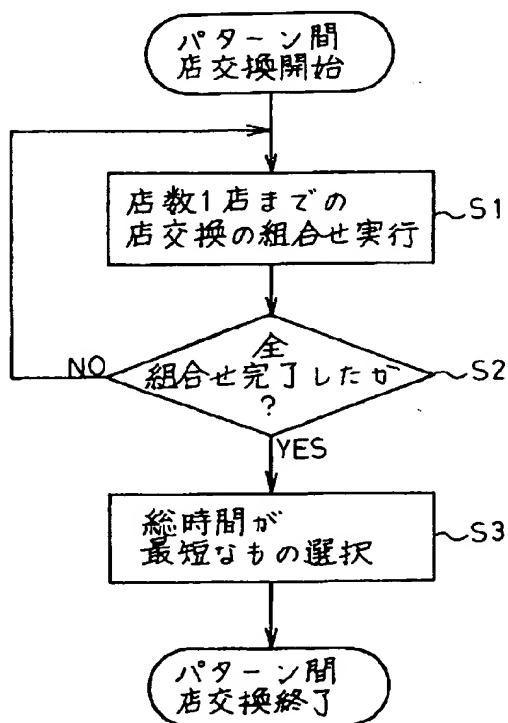 パターン間
店交換開始
店数1店までの
店交換の組合せ実行
S1
全
組合せ完了したか
?
S2
NO
YES
総時間が
最短なもの選択
S3
パターン間
店交換終了